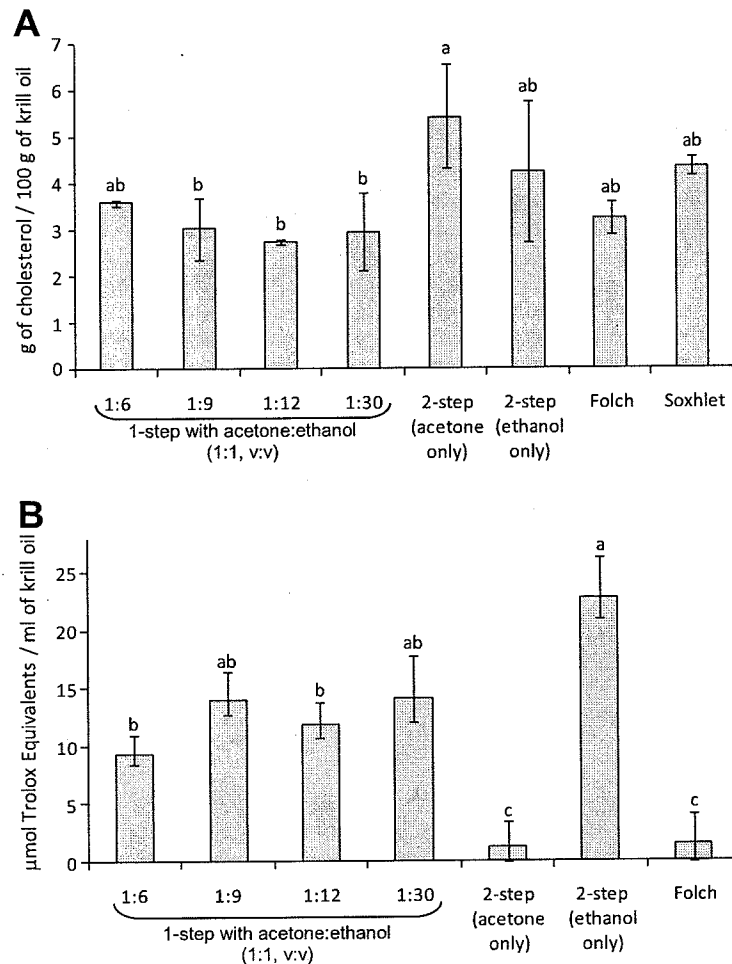 A
g of cholesterol / 100 g of krill oil
7
6
5
4
3
2
1
0
ab
b
b
b
a
ab
ab
ab
1:6 1:9 1:12 1:30 2-step 2-step Folch Soxhlet
(acetone (ethanol
only) only)
1-step with acetone:ethanol
(1:1, v:v)
B
µmol Trolox Equivalents / ml of krill oil
25
20
15
10
5
0
b
ab
b
ab
c
a
c
1:6 1:9 1:12 1:30 2-step 2-step Folch
(acetone (ethanol
only) only)
1-step with acetone:ethanol
(1:1, v:v)